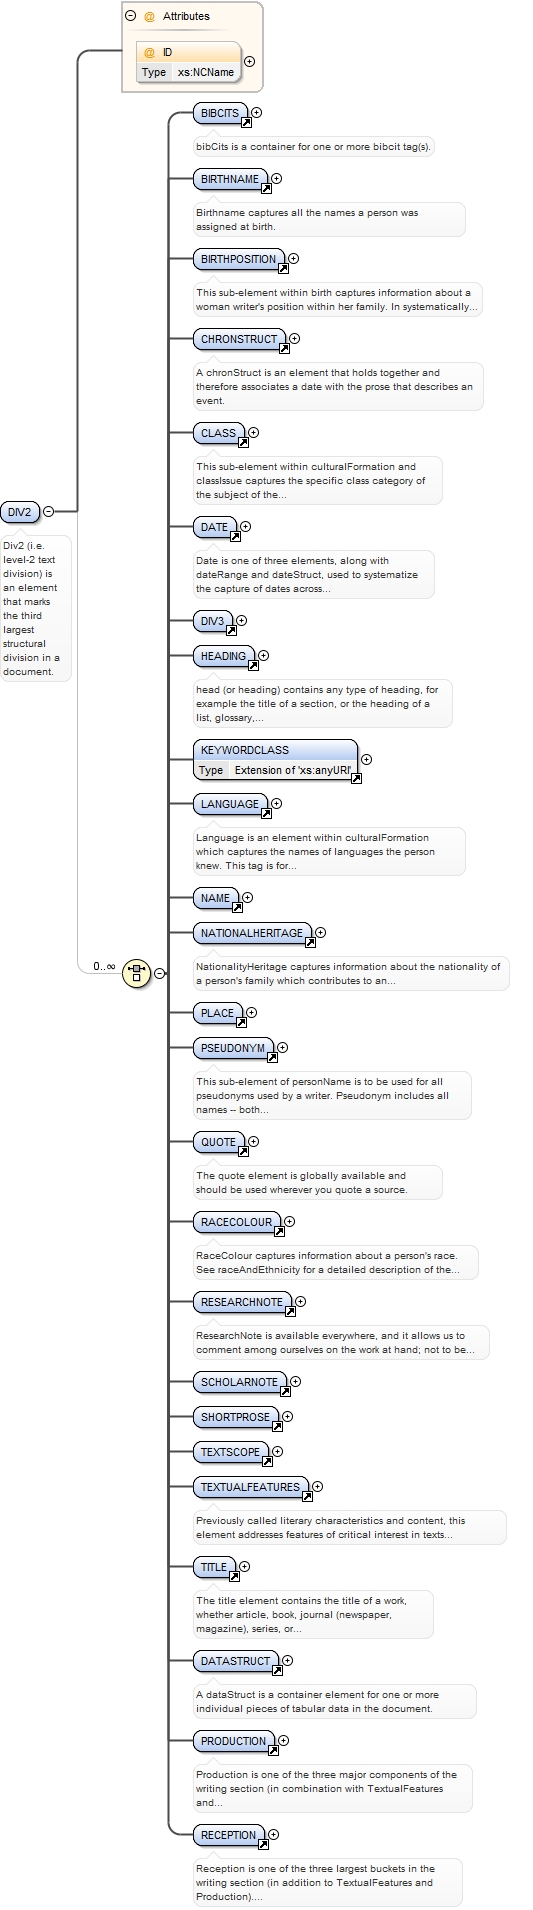 Attributes
@ ID
Type xs:NCName
BIBCITS
bibCits is a container for one or more bibcit tag(s).
BIRTHNAME
Birthname captures all the names a person was
assigned at birth.
BIRTHPOSITION
This sub-element within birth captures information about a
woman writer's position within her family. In systematically...
CHRONSTRUCT
A chronStruct is an element that holds together and
therefore associates a date with the prose that describes an
event.
CLASS
This sub-element within culturalFormation and
classIssue captures the specific class category of
the subject of the...
DIV2
Div2 (i.e.
level-2 text
division) is
an element
that marks
the third
largest
structural
division in a
document.
DATE
Date is one of three elements, along with
dateRange and dateStruct, used to systematize
the capture of dates across...
DIV3
HEADING
head (or heading) contains any type of heading, for
example the title of a section, or the heading of a
list, glossary,...
KEYWORDCLASS
Type Extension of 'xs:anyURI'
LANGUAGE
Language is an element within culturalFormation
which captures the names of languages the person
knew. This tag is for...
NAME
NATIONALHERITAGE
0..∞
NationalityHeritage captures information about the nationality of
a person's family which contributes to an...
PLACE
PSEUDONYM
This sub-element of personName is to be used for all
pseudonyms used by a writer. Pseudonym includes all
names -- both...
QUOTE
The quote element is globally available and
should be used wherever you quote a source.
RACECOLOUR
RaceColour captures information about a person's race.
See raceAndEthnicity for a detailed description of the...
RESEARCHNOTE
ResearchNote is available everywhere, and it allows us to
comment among ourselves on the work at hand; not to be...
SCHOLARNOTE
SHORTPROSE
TEXTSCOPE
TEXTUALFEATURES
Previously called literary characteristics and content, this
element addresses features of critical interest in texts...
TITLE
The title element contains the title of a work,
whether article, book, journal (newspaper,
magazine), series, or...
DATASTRUCT
A dataStruct is a container element for one or more
individual pieces of tabular data in the document.
PRODUCTION
Production is one of the three major components of the
writing section (in combination with TextualFeatures
and...
RECEPTION
Reception is one of the three largest buckets in the
writing section (in addition to TextualFeatures and
Production)....